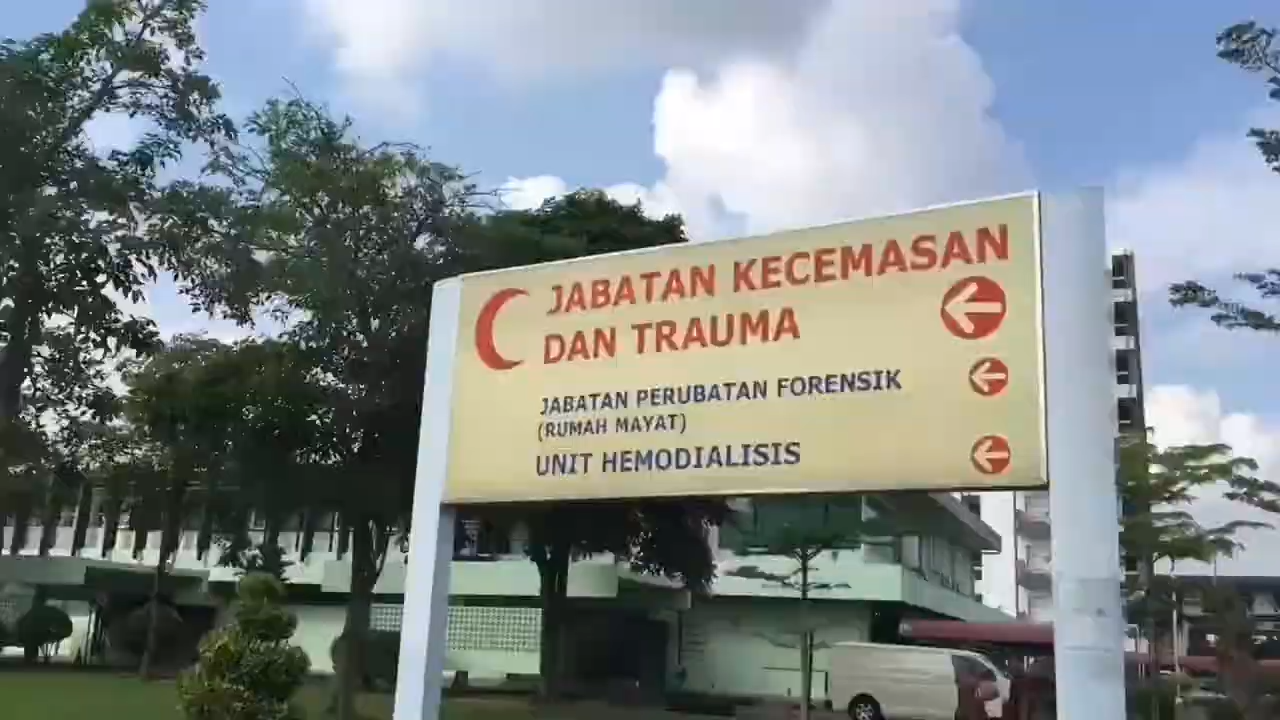 JABATAN KECEMASAN
DAN TRAUMA
JABATAN PERUBATAN FORENSIK
(RUMAH MAYAT)
UNIT HEMODIALISIS